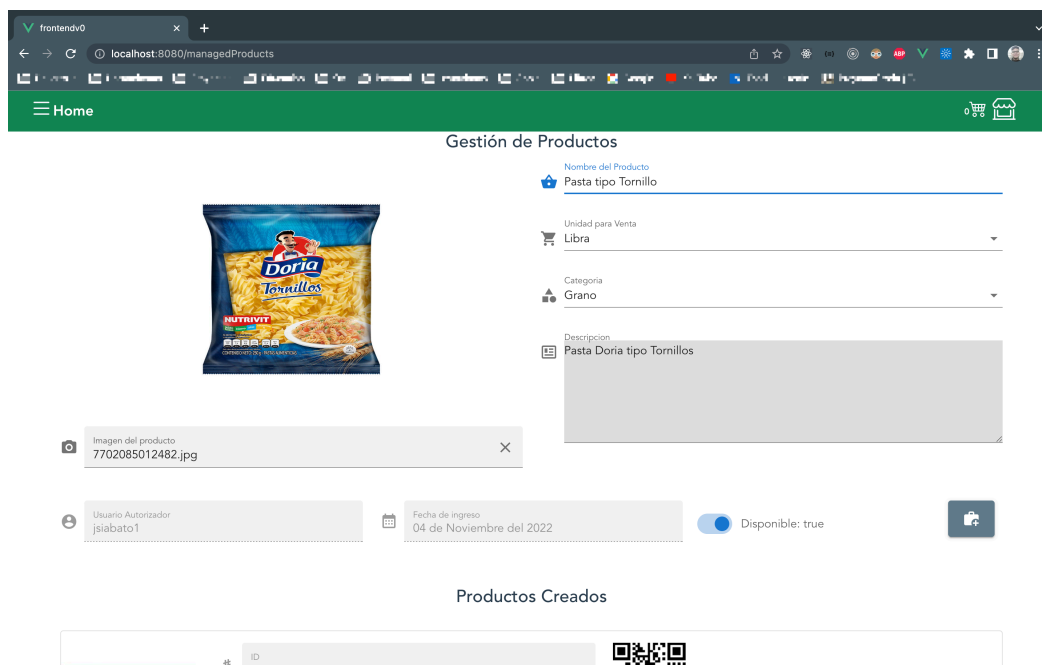 frontendv0
localhost:8080/managedProducts
ABP
Home
0
Gestión de Productos
Nombre del Producto
Pasta tipo Tornillo
Unidad para Venta
Libra
Categoria
Grano
Descripcion
Pasta Doria tipo Tornillos
Doria
Tornillos
NUTRIVIT
Imagen del producto
7702085012482.jpg
Usuario Autorizador
jsiabato1
Fecha de ingreso
04 de Noviembre del 2022
Disponible: true
Productos Creados
# ID